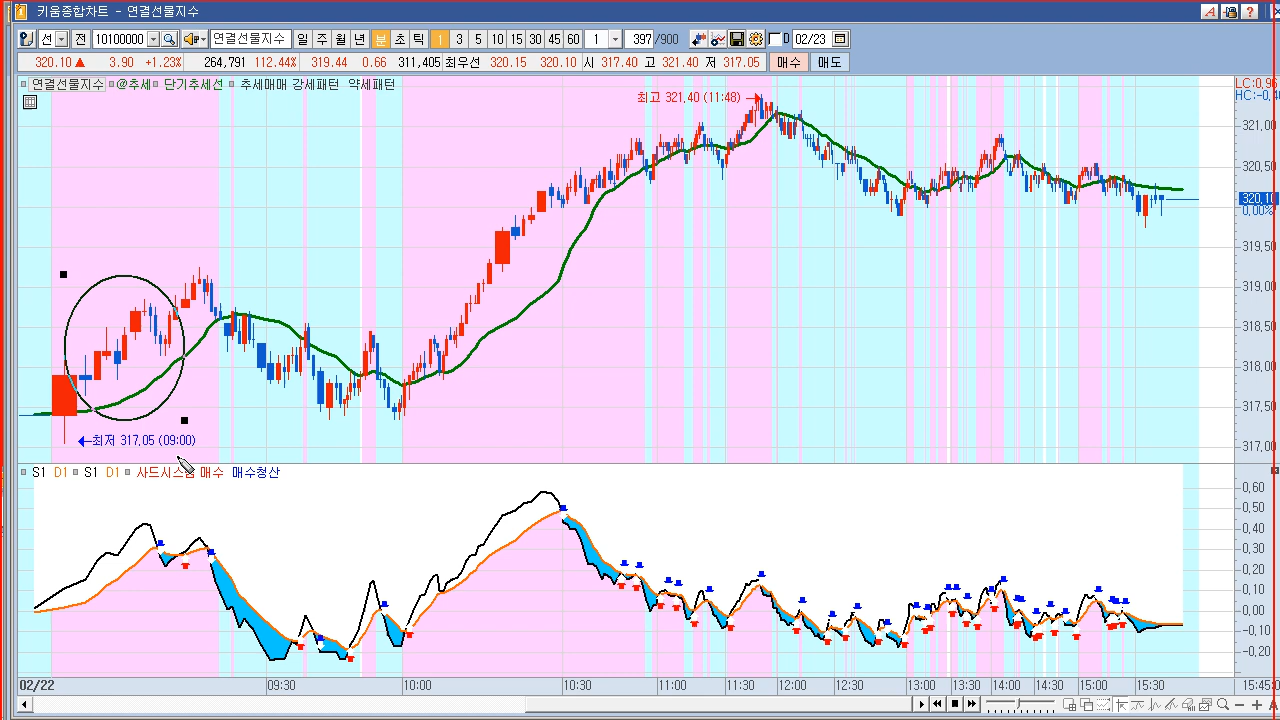 키움종합차트 - 연결선물지수
선 전 10100000 연결선물지수 일 주 월 년 분 초 틱 1 3 5 10 15 30 45 60 1 397 /900 D 02/23
320.10 ▲ 3.90 +1.23% 264,791 112.44% 319.44 0.66 311,405 최우선 320.15 320.10 시 317.40 고 321.40 저 317.05 매수 매도
연결선물지수 @추세 단기추세선 추세매매 강세패턴 약세패턴
LC:0,96
최고 321.40 (11:48)
321,00
320,50
320,10
0,00%
319,50
319,00
318,50
318,00
317,50
317,00
←최저 317.05 (09:00)
S1 D1 S1 D1 사드시스템 매수 매수청산
0,60
0,50
0,40
0,30
0,20
0,10
0,00
-0,10
-0,20
02/22 09:30 10:00 10:30 11:00 11:30 12:00 12:30 13:00 13:30 14:00 14:30 15:00 15:30 15:45:0